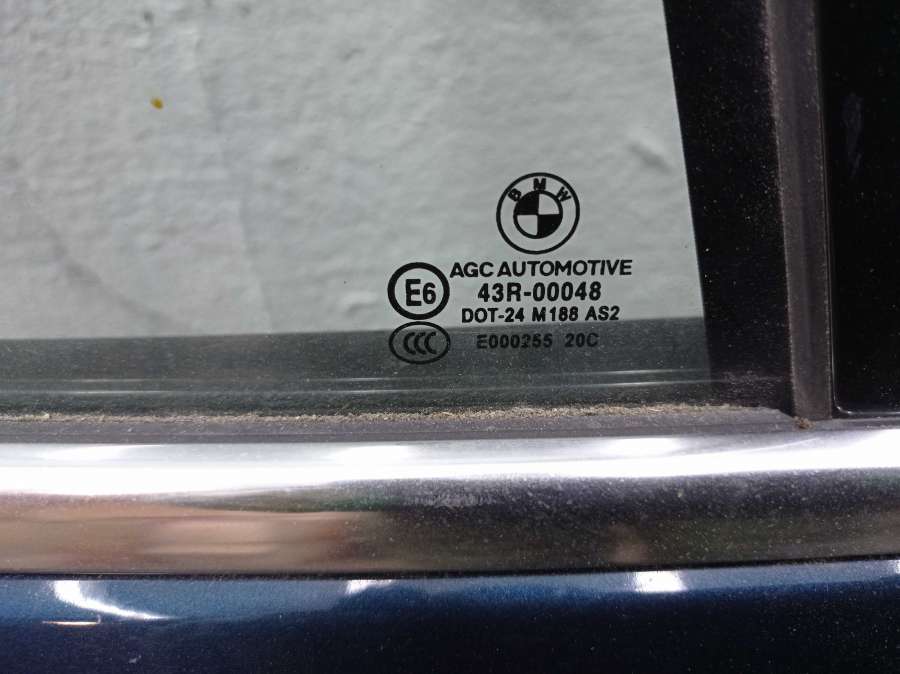 BMW
AGC AUTOMOTIVE
E6 43R-00048
DOT-24 M188 AS2
CCC E000255 20C